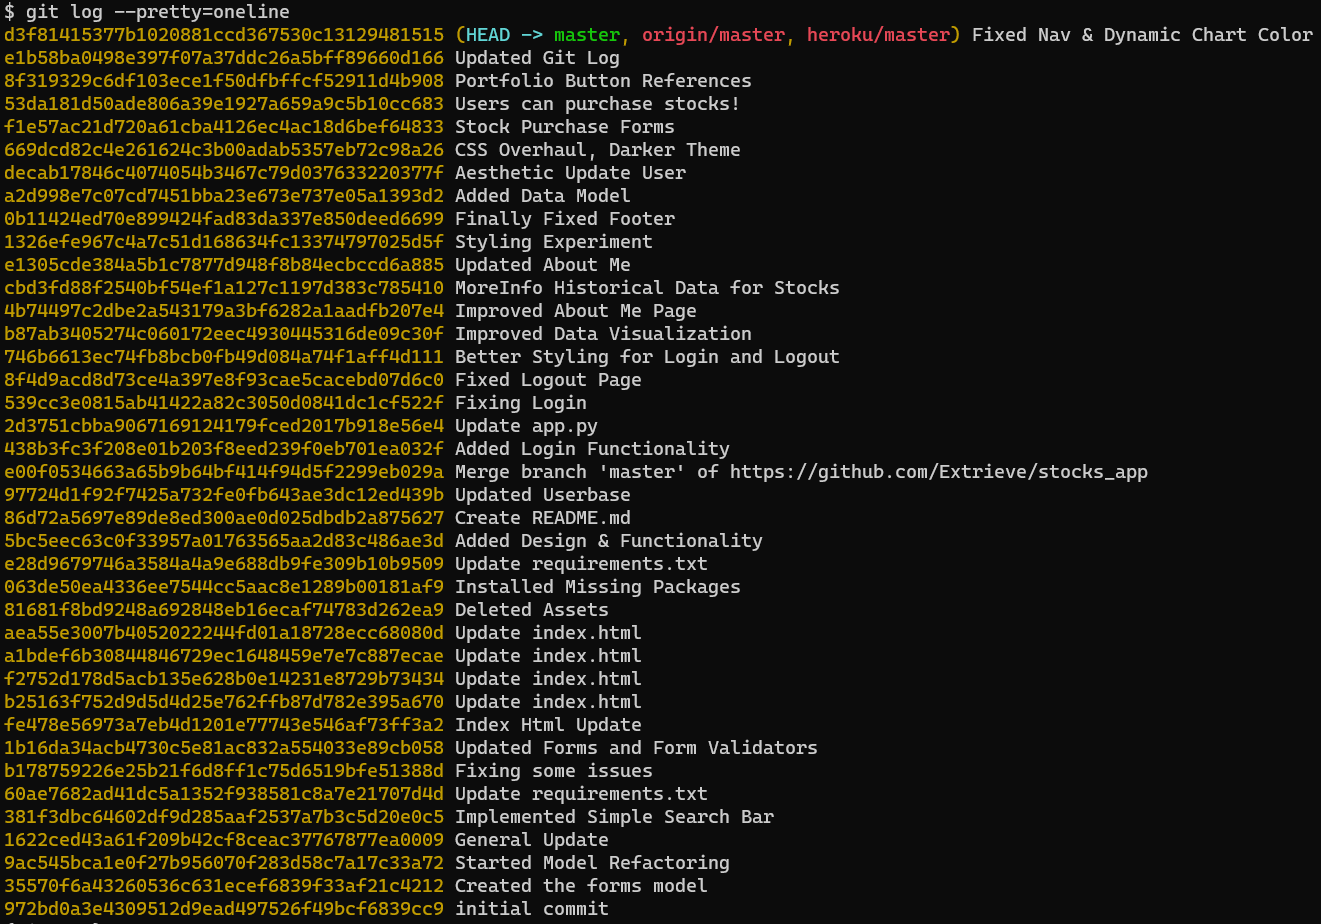 $ git log --pretty=oneline
d3f81415377b1020881ccd367530c13129481515 (HEAD -> master, origin/master, heroku/master) Fixed Nav & Dynamic Chart Color
e1b58ba0498e397f07a37ddc26a5bff89660d166 Updated Git Log
8f319329c6df103ece1f50dfbffcf52911d4b908 Portfolio Button References
53da181d50ade806a39e1927a659a9c5b10cc683 Users can purchase stocks!
f1e57ac21d720a61cba4126ec4ac18d6bef64833 Stock Purchase Forms
669dcd82c4e261624c3b00adab5357eb72c98a26 CSS Overhaul, Darker Theme
decab17846c4074054b3467c79d037633220377f Aesthetic Update User
a2d998e7c07cd7451bba23e673e737e05a1393d2 Added Data Model
0b11424ed70e899424fad83da337e850deed6699 Finally Fixed Footer
1326efe967c4a7c51d168634fc13374797025d5f Styling Experiment
e1305cde384a5b1c7877d948f8b84ecbccd6a885 Updated About Me
cbd3fd88f2540bf54ef1a127c1197d383c785410 MoreInfo Historical Data for Stocks
4b74497c2dbe2a543179a3bf6282a1aadfb207e4 Improved About Me Page
b87ab3405274c060172eec4930445316de09c30f Improved Data Visualization
746b6613ec74fb8bcb0fb49d084a74f1aff4d111 Better Styling for Login and Logout
8f4d9acd8d73ce4a397e8f93cae5cacebd07d6c0 Fixed Logout Page
539cc3e0815ab41422a82c3050d0841dc1cf522f Fixing Login
2d3751cbba9067169124179fced2017b918e56e4 Update app.py
438b3fc3f208e01b203f8eed239f0eb701ea032f Added Login Functionality
e00f0534663a65b9b64bf414f94d5f2299eb029a Merge branch 'master' of https://github.com/Extrieve/stocks_app
97724d1f92f7425a732fe0fb643ae3dc12ed439b Updated Userbase
86d72a5697e89de8ed300ae0d025dbdb2a875627 Create README.md
5bc5eec63c0f33957a01763565aa2d83c486ae3d Added Design & Functionality
e28d9679746a3584a4a9e688db9fe309b10b9509 Update requirements.txt
063de50ea4336ee7544cc5aac8e1289b00181af9 Installed Missing Packages
81681f8bd9248a692848eb16ecaf74783d262ea9 Deleted Assets
aea55e3007b4052022244fd01a18728ecc68080d Update index.html
a1bdef6b30844846729ec1648459e7e7c887ecae Update index.html
f2752d178d5acb135e628b0e14231e8729b73434 Update index.html
b25163f752d9d5d4d25e762ffb87d782e395a670 Update index.html
fe478e56973a7eb4d1201e77743e546af73ff3a2 Index Html Update
1b16da34acb4730c5e81ac832a554033e89cb058 Updated Forms and Form Validators
b178759226e25b21f6d8ff1c75d6519bfe51388d Fixing some issues
60ae7682ad41dc5a1352f938581c8a7e21707d4d Update requirements.txt
381f3dbc64602df9d285aaf2537a7b3c5d20e0c5 Implemented Simple Search Bar
1622ced43a61f209b42cf8ceac37767877ea0009 General Update
9ac545bca1e0f27b956070f283d58c7a17c33a72 Started Model Refactoring
35570f6a43260536c631ecef6839f33af21c4212 Created the forms model
972bd0a3e4309512d9ead497526f49bcf6839cc9 initial commit